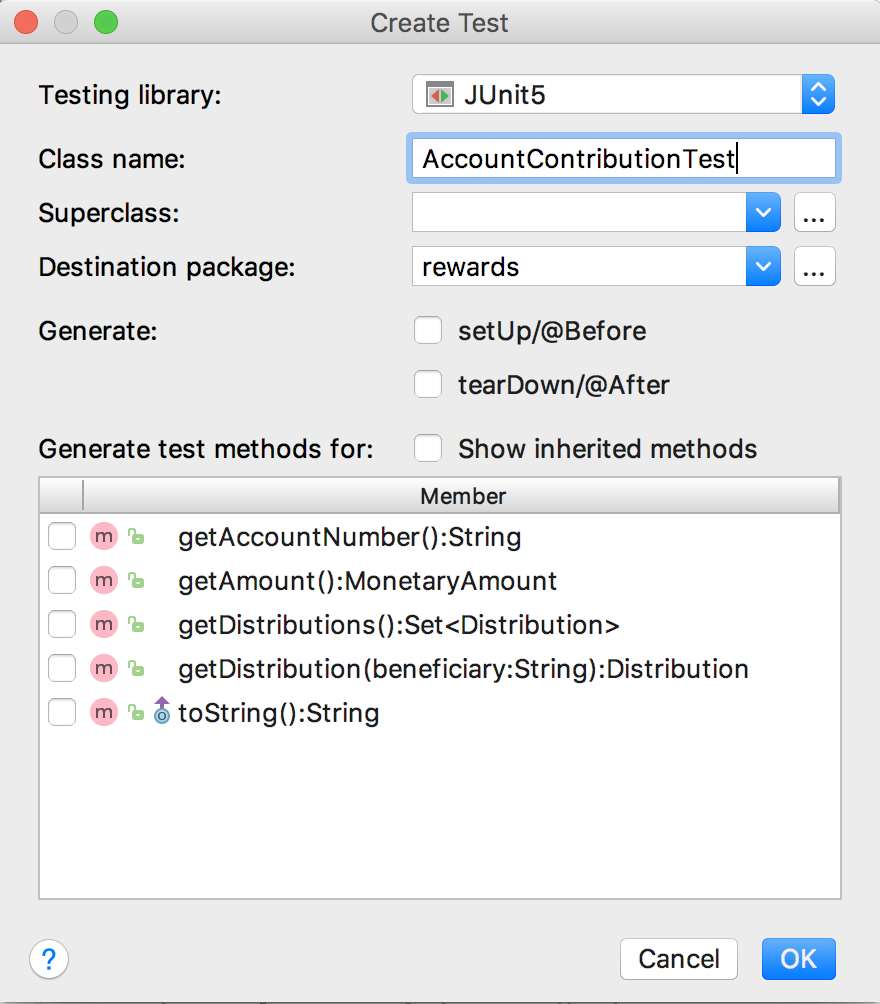 Create Test
Testing library: JUnit5
Class name: AccountContributionTest
Superclass: ...
Destination package: rewards ...
Generate: setUp/@Before
tearDown/@After
Generate test methods for: Show inherited methods
Member
m getAccountNumber():String
m getAmount():MonetaryAmount
m getDistributions():Set<Distribution>
m getDistribution(beneficiary:String):Distribution
m o toString():String
? Cancel OK